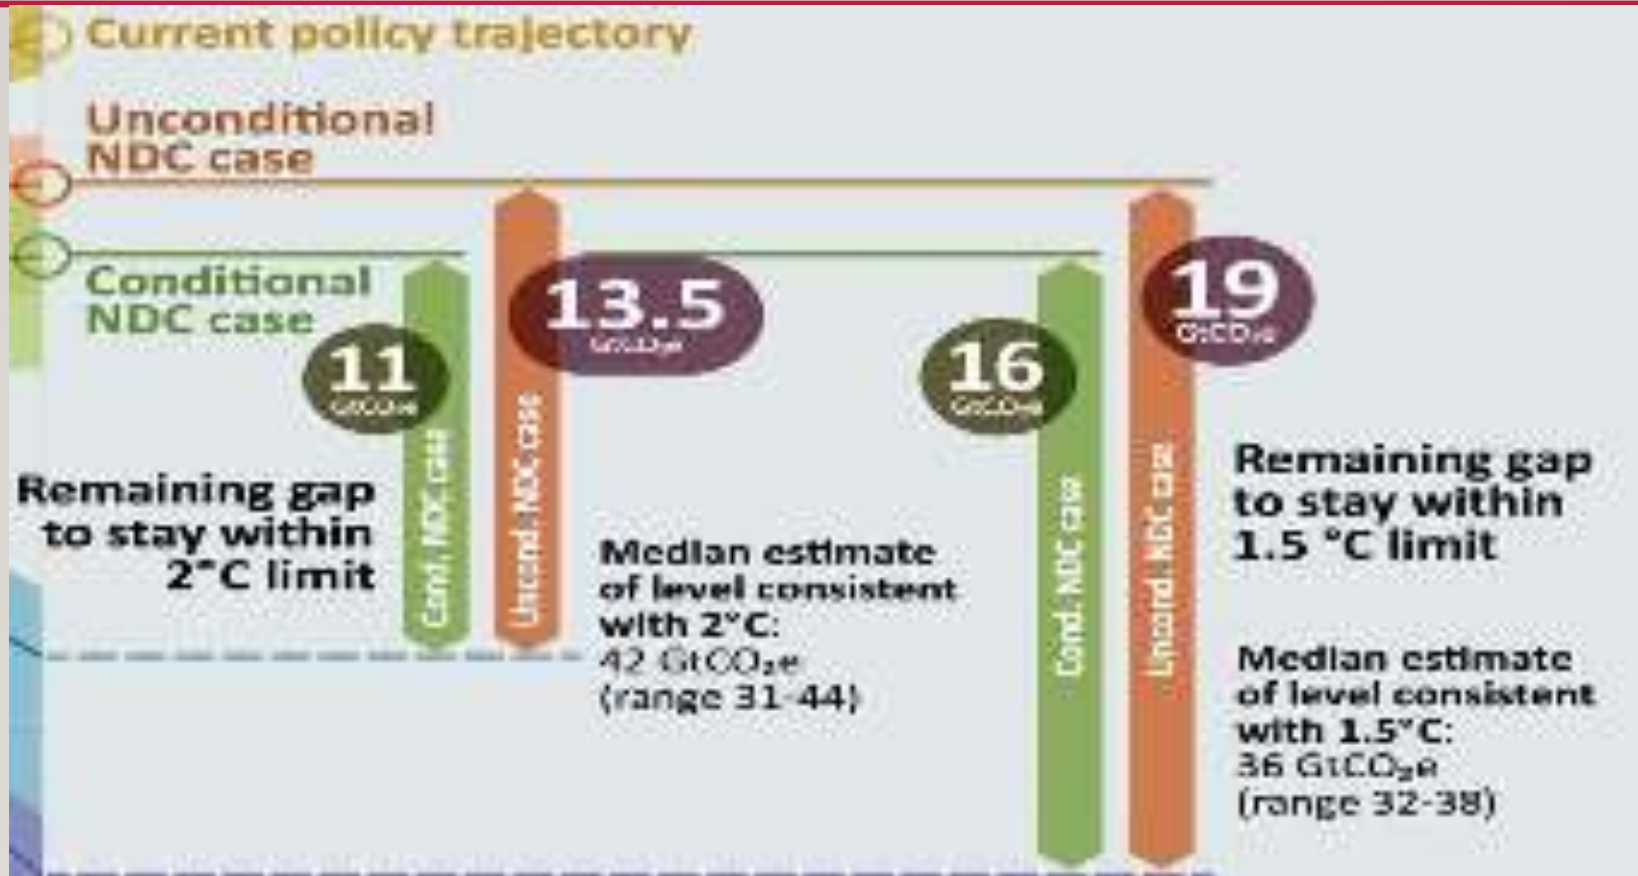 Current policy trajectory
Unconditional
NDC case
Conditional
NDC case
11
GtCO₂e
13.5
GtCO₂e
16
GtCO₂e
19
GtCO₂e
Cond. NDC case
Uncond. NDC case
Cond. NDC case
Uncond. NDC case
Remaining gap
to stay within
2°C limit
Median estimate
of level consistent
with 2°C:
42 GtCO₂e
(range 31-44)
Remaining gap
to stay within
1.5 °C limit
Median estimate
of level consistent
with 1.5°C:
36 GtCO₂e
(range 32-38)